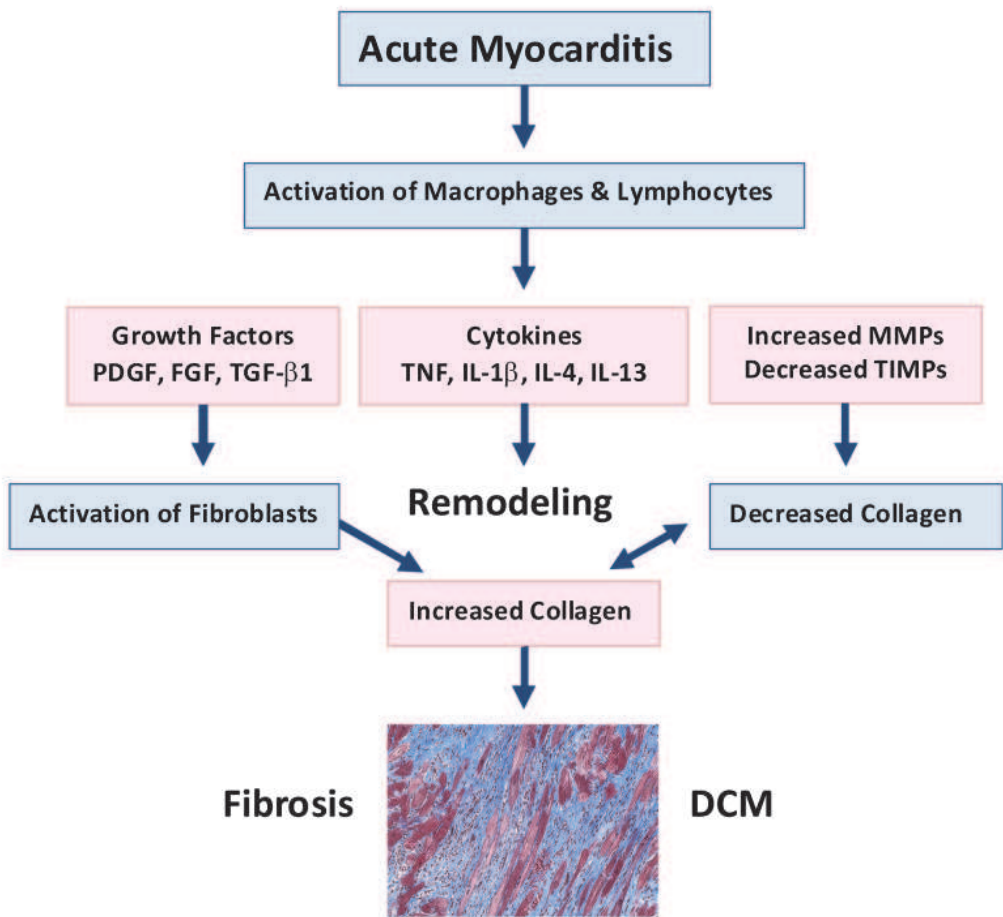 Acute Myocarditis
Activation of Macrophages & Lymphocytes
Growth Factors
PDGF, FGF, TGF-β1
Cytokines
TNF, IL-1β, IL-4, IL-13
Increased MMPs
Decreased TIMPs
Activation of Fibroblasts
Remodeling
Decreased Collagen
Increased Collagen
Fibrosis
DCM